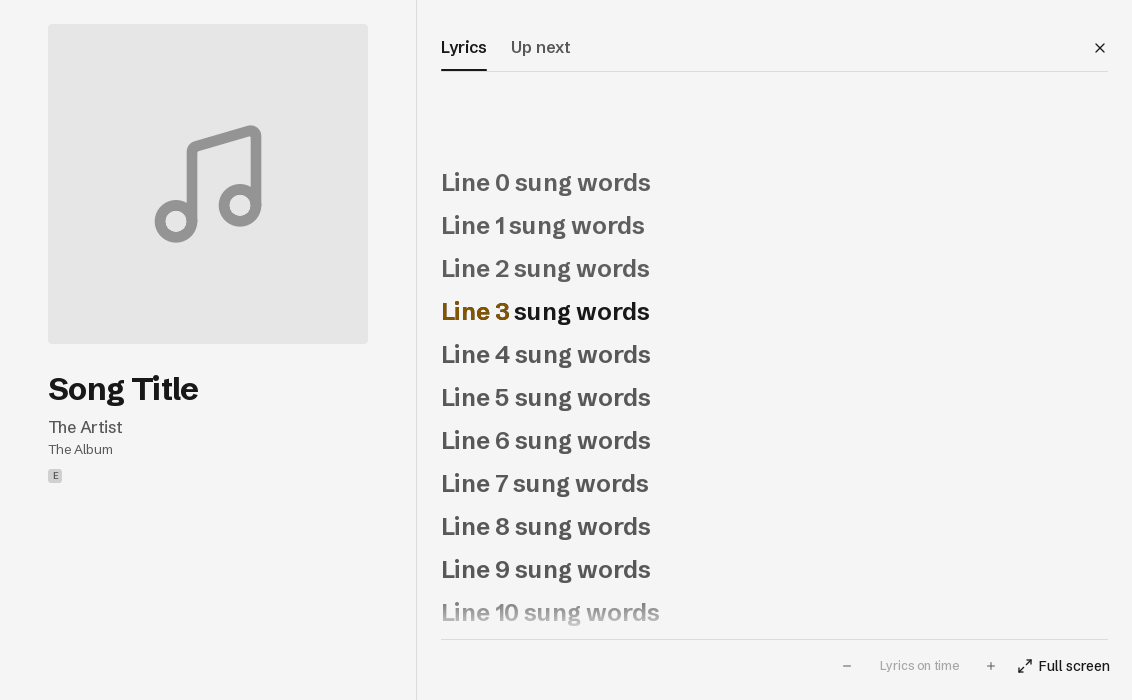 Song Title
The Artist
The Album
E
Lyrics
Up next
Line 0 sung words
Line 1 sung words
Line 2 sung words
Line 3 sung words
Line 4 sung words
Line 5 sung words
Line 6 sung words
Line 7 sung words
Line 8 sung words
Line 9 sung words
Line 10 sung words
Lyrics on time
Full screen